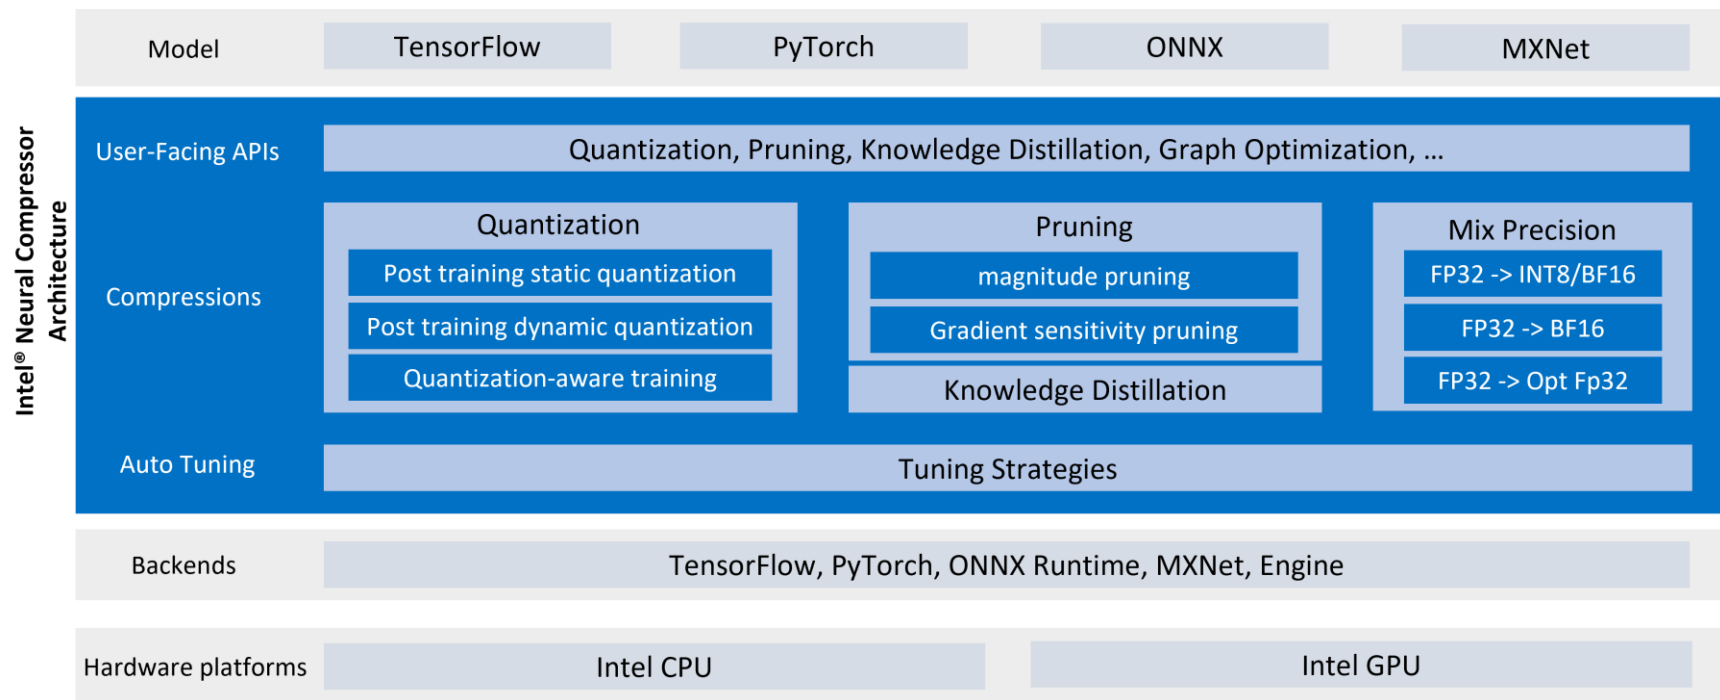 Model
TensorFlow
PyTorch
ONNX
MXNet
Intel® Neural Compressor
Architecture
User-Facing APIs
Quantization, Pruning, Knowledge Distillation, Graph Optimization, ...
Compressions
Quantization
Post training static quantization
Post training dynamic quantization
Quantization-aware training
Pruning
magnitude pruning
Gradient sensitivity pruning
Knowledge Distillation
Mix Precision
FP32 -> INT8/BF16
FP32 -> BF16
FP32 -> Opt Fp32
Auto Tuning
Tuning Strategies
Backends
TensorFlow, PyTorch, ONNX Runtime, MXNet, Engine
Hardware platforms
Intel CPU
Intel GPU